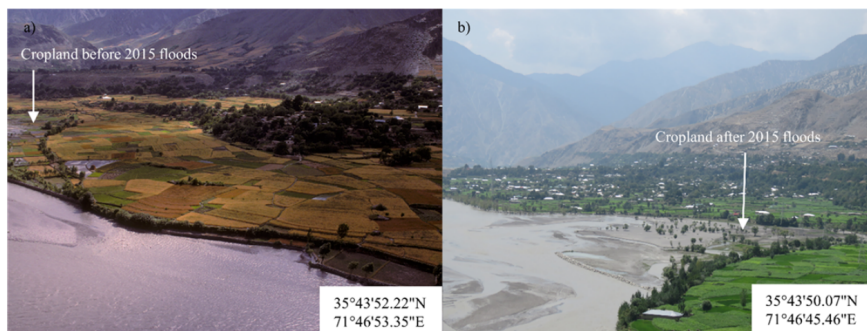 a)
Cropland before 2015 floods
35°43'52.22"N
71°46'53.35"E
b)
Cropland after 2015 floods
35°43'50.07"N
71°46'45.46"E